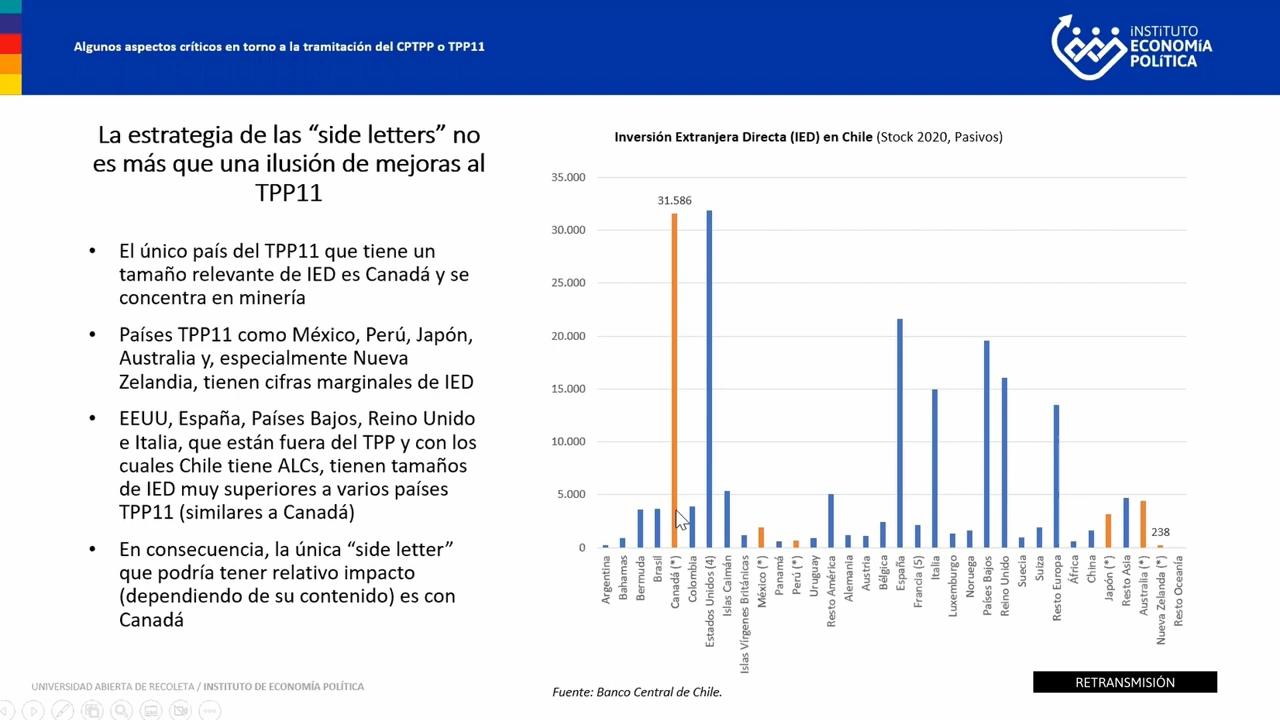 Algunos aspectos críticos en torno a la tramitación del CPTPP o TPP11
iNSTITUTO
ECONOMíA
POLíTICA
La estrategia de las “side letters” no
es más que una ilusión de mejoras al
TPP11
• El único país del TPP11 que tiene un
tamaño relevante de IED es Canadá y se
concentra en minería
• Países TPP11 como México, Perú, Japón,
Australia y, especialmente Nueva
Zelandia, tienen cifras marginales de IED
• EEUU, España, Países Bajos, Reino Unido
e Italia, que están fuera del TPP y con los
cuales Chile tiene ALCs, tienen tamaños
de IED muy superiores a varios países
TPP11 (similares a Canadá)
• En consecuencia, la única “side letter”
que podría tener relativo impacto
(dependiendo de su contenido) es con
Canadá
Inversión Extranjera Directa (IED) en Chile (Stock 2020, Pasivos)
35.000
30.000
25.000
20.000
15.000
10.000
5.000
0
31.586
238
Argentina
Bahamas
Bermuda
Brasil
Canadá (*)
Colombia
Estados Unidos (4)
Islas Caimán
Islas Vírgenes Británicas
México (*)
Panamá
Perú (*)
Uruguay
Resto América
Alemania
Austria
Bélgica
España
Francia (5)
Italia
Luxemburgo
Noruega
Países Bajos
Reino Unido
Suecia
Suiza
Resto Europa
África
China
Japón (*)
Resto Asia
Australia (*)
Nueva Zelanda (*)
Resto Oceanía
Fuente: Banco Central de Chile.
RETRANSMISIÓN
UNIVERSIDAD ABIERTA DE RECOLETA / INSTITUTO DE ECONOMÍA POLÍTICA